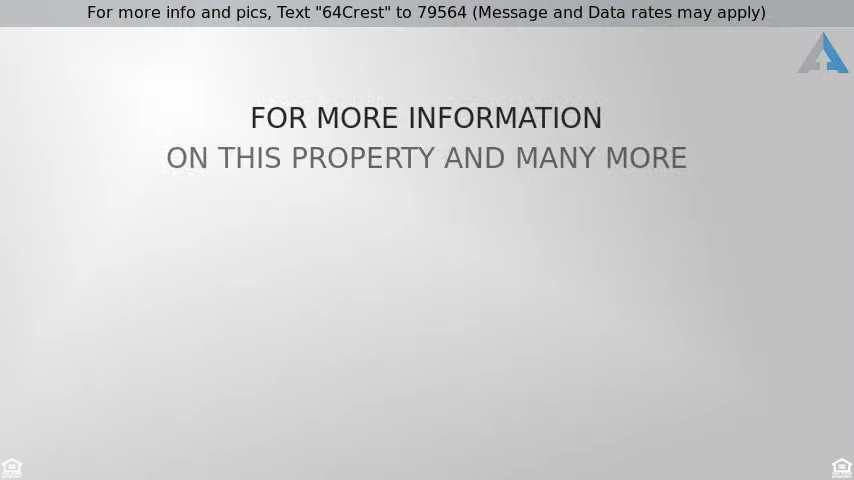 For more info and pics, Text "64Crest" to 79564 (Message and Data rates may apply)
FOR MORE INFORMATION
ON THIS PROPERTY AND MANY MORE